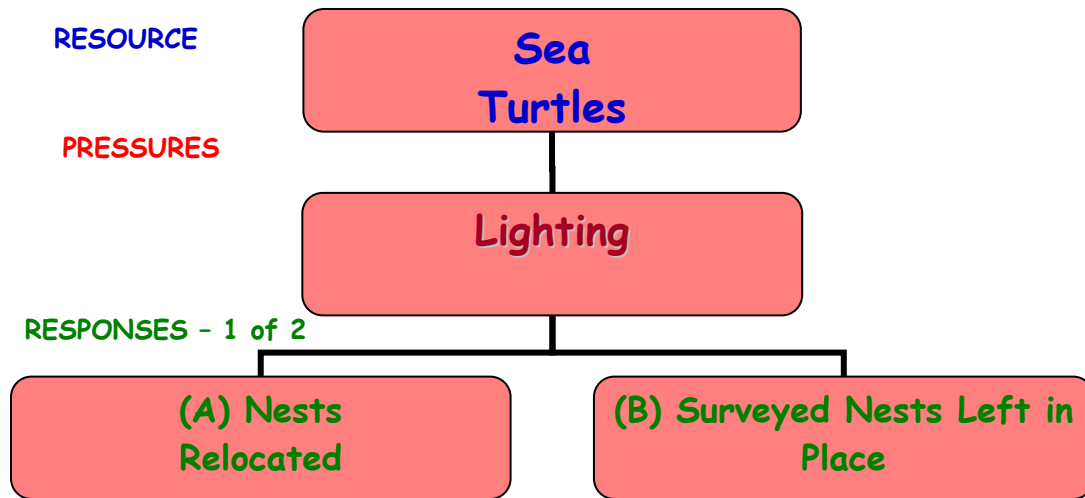 RESOURCE
Sea
Turtles
PRESSURES
Lighting
RESPONSES – 1 of 2
(A) Nests
Relocated
(B) Surveyed Nests Left in
Place